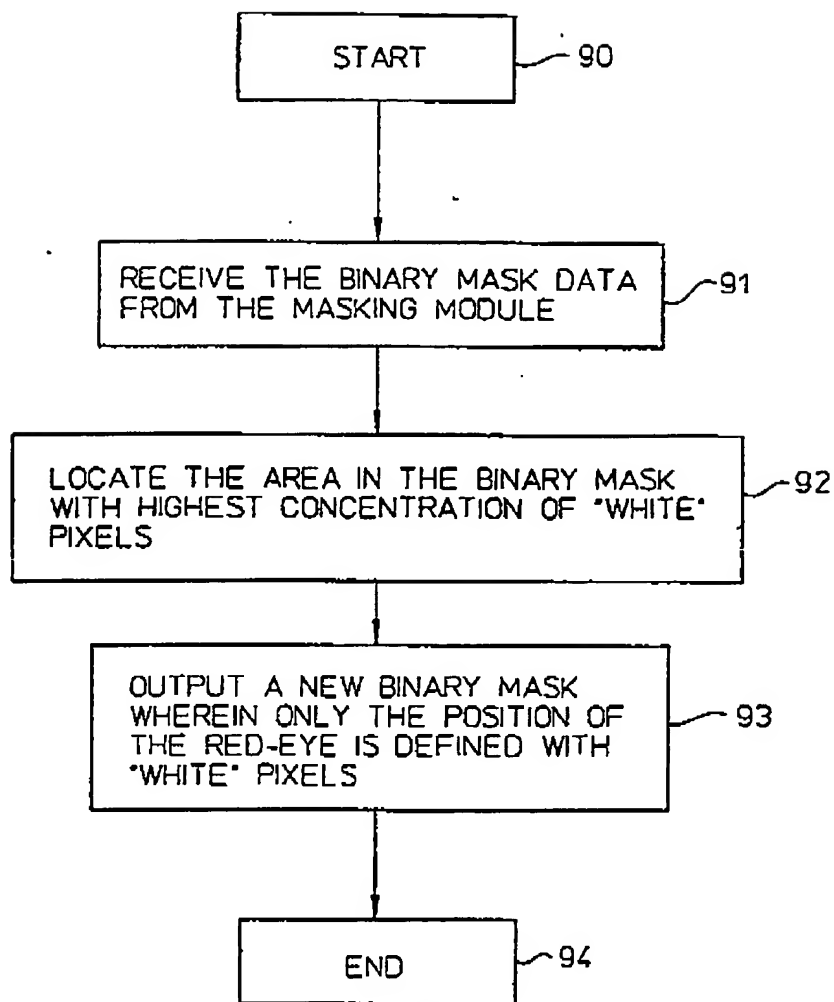 START
90
RECEIVE THE BINARY MASK DATA
FROM THE MASKING MODULE
91
LOCATE THE AREA IN THE BINARY MASK
WITH HIGHEST CONCENTRATION OF "WHITE"
PIXELS
92
OUTPUT A NEW BINARY MASK
WHEREIN ONLY THE POSITION OF
THE RED-EYE IS DEFINED WITH
"WHITE" PIXELS
93
END
94